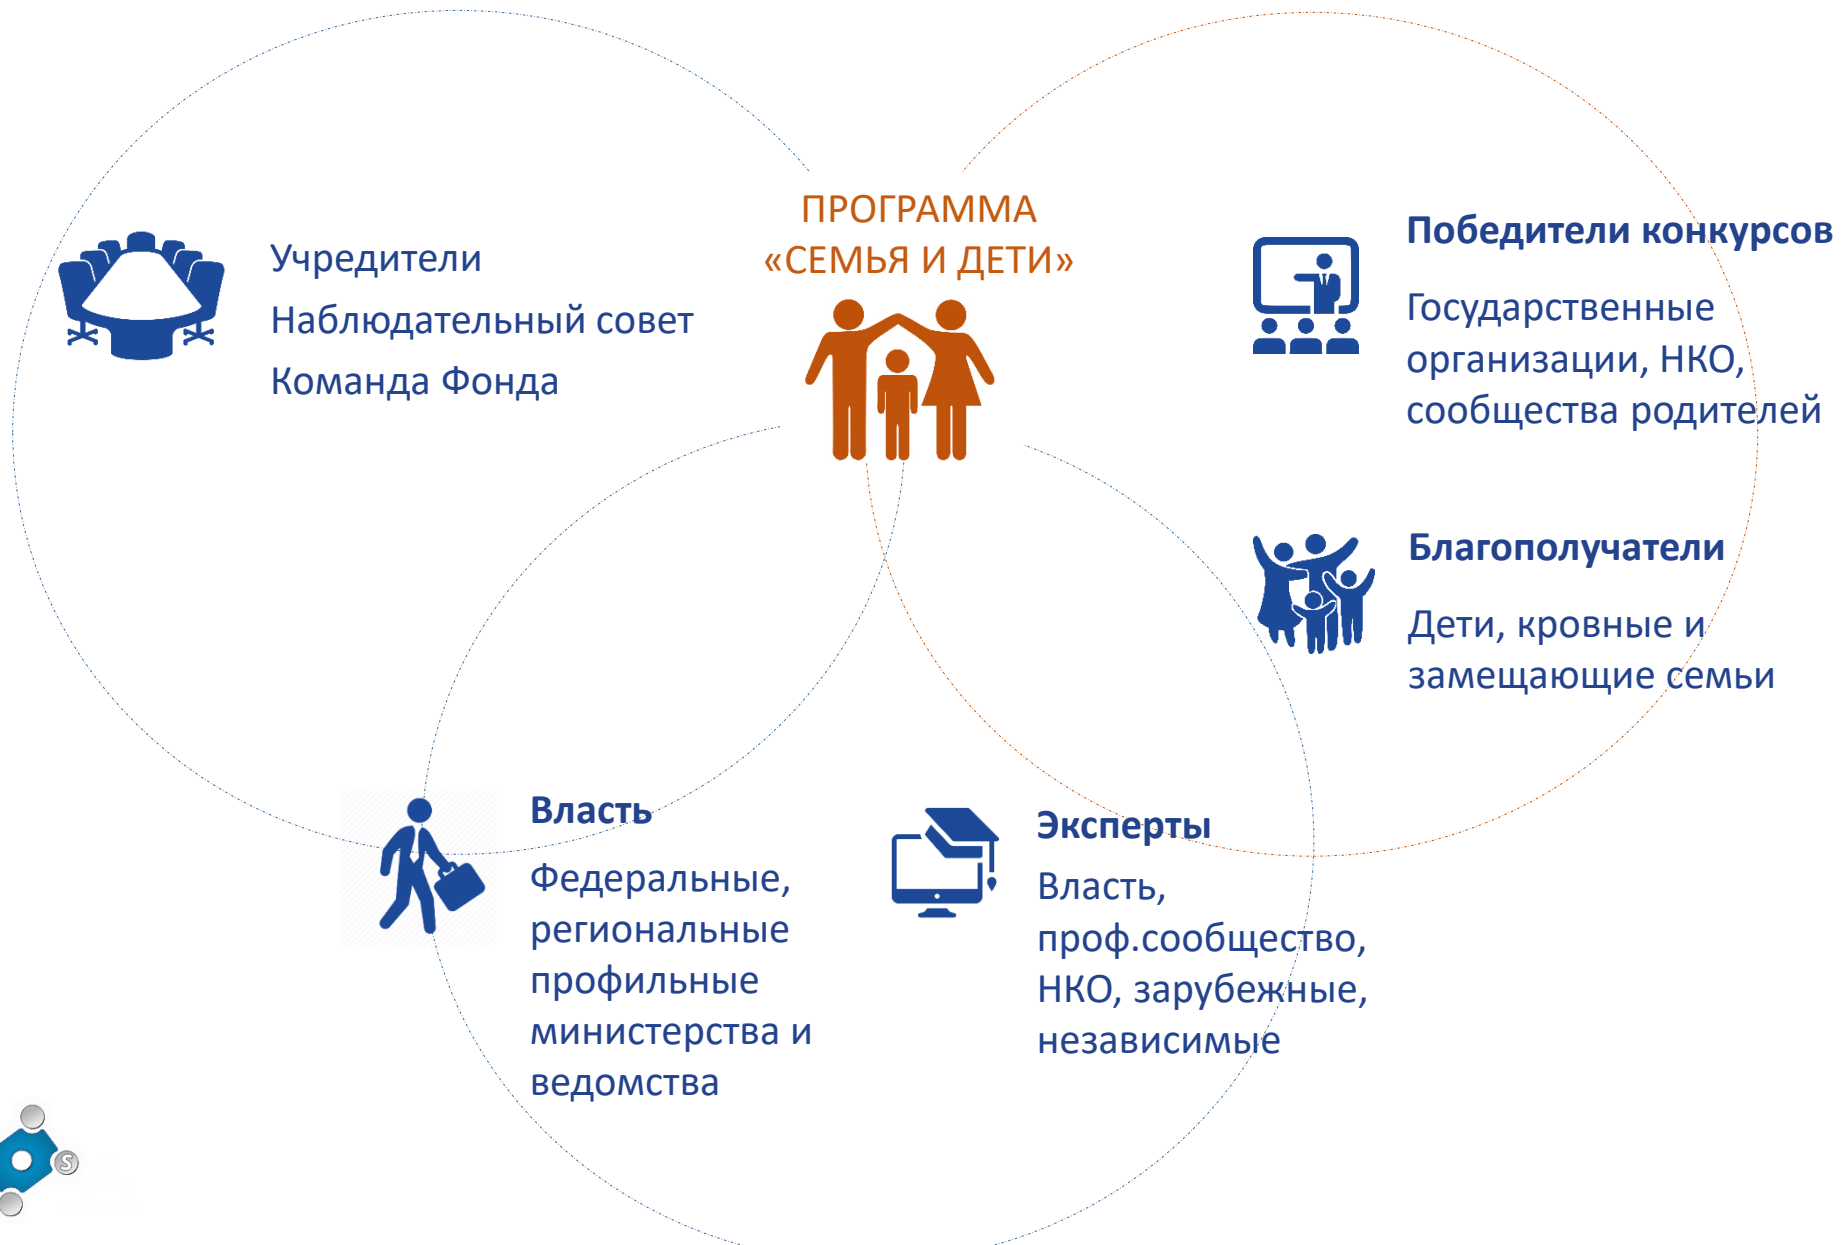 ПРОГРАММА
«СЕМЬЯ И ДЕТИ»
Учредители
Наблюдательный совет
Команда Фонда
Победители конкурсов
Государственные
организации, НКО,
сообщества родителей
Благополучатели
Дети, кровные и
замещающие семьи
Власть
Федеральные,
региональные
профильные
министерства и
ведомства
Эксперты
Власть,
проф.сообщество,
НКО, зарубежные,
независимые
S